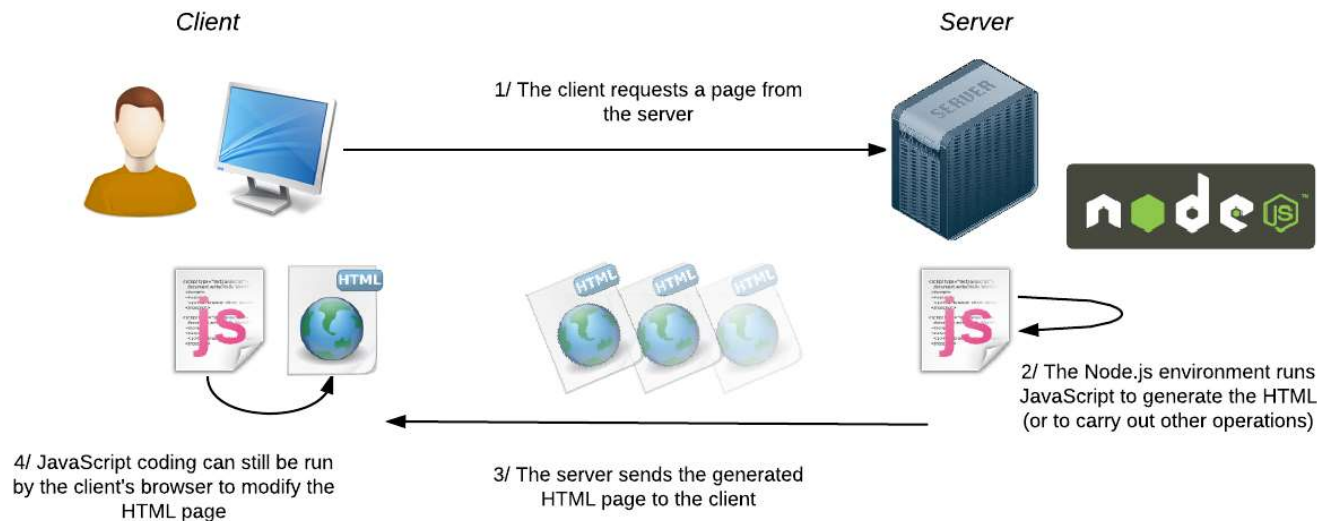 Client
Server
1/ The client requests a page from
the server
SERVER
node
JS
™
HTML
HTML
HTML
HTML
js
js
2/ The Node.js environment runs
JavaScript to generate the HTML
(or to carry out other operations)
4/ JavaScript coding can still be run
by the client's browser to modify the
HTML page
3/ The server sends the generated
HTML page to the client